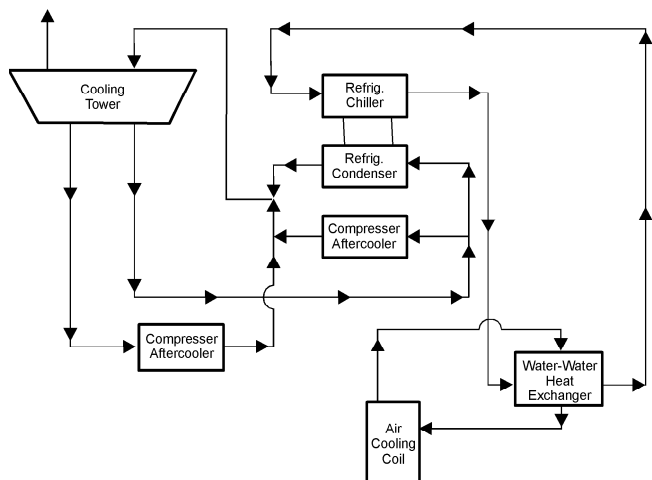 Cooling
Tower
Refrig.
Chiller
Refrig.
Condenser
Compresser
Aftercooler
Compresser
Aftercooler
Water-Water
Heat
Exchanger
Air
Cooling
Coil